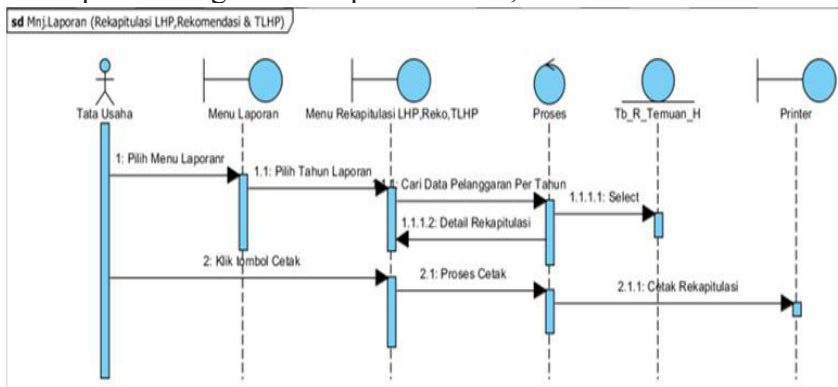 sd Mnj.Laporan (Rekapitulasi LHP,Rekomendasi & TLHP)
Tata Usaha
Menu Laporan
Menu Rekapitulasi LHP,Reko,TLHP
Proses
Tb_R_Temuan_H
Printer
1: Pilih Menu Laporanr
1.1: Pilih Tahun Laporan
Cari Data Pelanggaran Per Tahun
1.1.1.1: Select
1.1.1.2: Detail Rekapitulasi
2: Klik tombol Cetak
2.1: Proses Cetak
2.1.1: Cetak Rekapitulasi